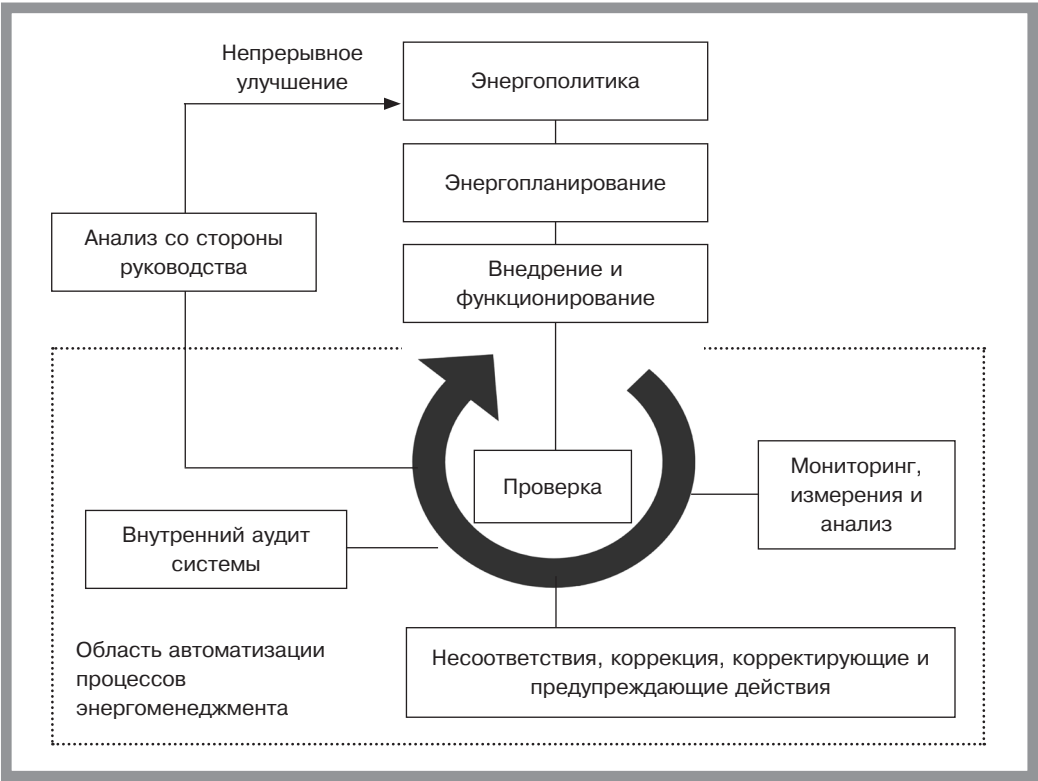 Непрерывное
улучшение
Энергополитика
Энергопланирование
Анализ со стороны
руководства
Внедрение и
функционирование
Проверка
Мониторинг,
измерения и
анализ
Внутренний аудит
системы
Область автоматизации
процессов
энергоменеджмента
Несоответствия, коррекция, корректирующие и
предупреждающие действия